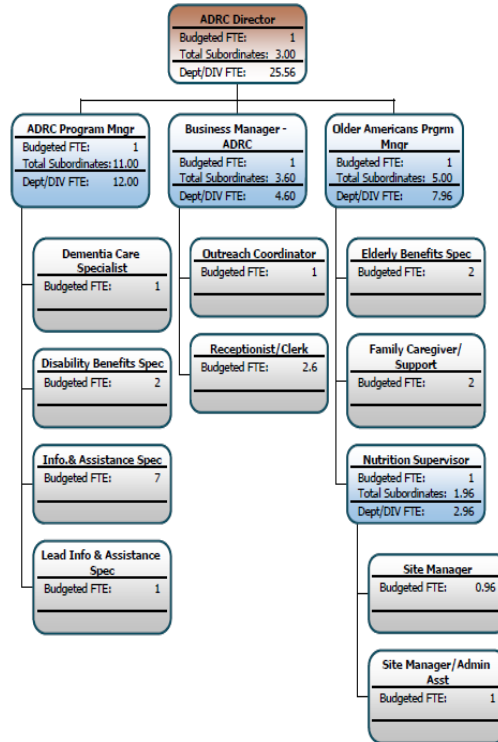 ADRC Director
Budgeted FTE: 1
Total Subordinates: 3.00
Dept/DIV FTE: 25.56
ADRC Program Mngr
Budgeted FTE: 1
Total Subordinates: 11.00
Dept/DIV FTE: 12.00
Business Manager -
ADRC
Budgeted FTE: 1
Total Subordinates: 3.60
Dept/DIV FTE: 4.60
Older Americans Prgrm
Mngr
Budgeted FTE: 1
Total Subordinates: 5.00
Dept/DIV FTE: 7.96
Dementia Care
Specialist
Budgeted FTE: 1
Disability Benefits Spec
Budgeted FTE: 2
Info.& Assistance Spec
Budgeted FTE: 7
Lead Info & Assistance
Spec
Budgeted FTE: 1
Outreach Coordinator
Budgeted FTE: 1
Receptionist/Clerk
Budgeted FTE: 2.6
Elderly Benefits Spec
Budgeted FTE: 2
Family Caregiver/
Support
Budgeted FTE: 2
Nutrition Supervisor
Budgeted FTE: 1
Total Subordinates: 1.96
Dept/DIV FTE: 2.96
Site Manager
Budgeted FTE: 0.96
Site Manager/Admin
Asst
Budgeted FTE: 1